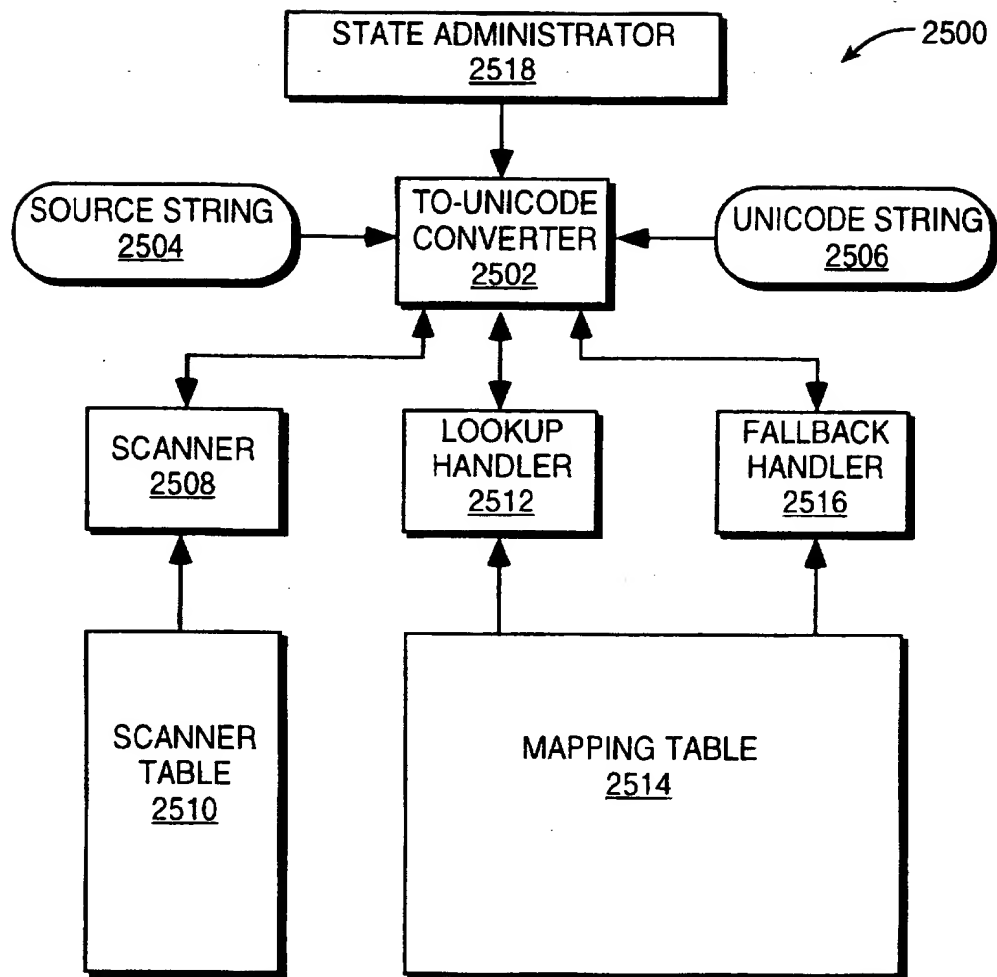 STATE ADMINISTRATOR
2518
2500
SOURCE STRING
2504
TO-UNICODE
CONVERTER
2502
UNICODE STRING
2506
SCANNER
2508
LOOKUP
HANDLER
2512
FALLBACK
HANDLER
2516
SCANNER
TABLE
2510
MAPPING TABLE
2514